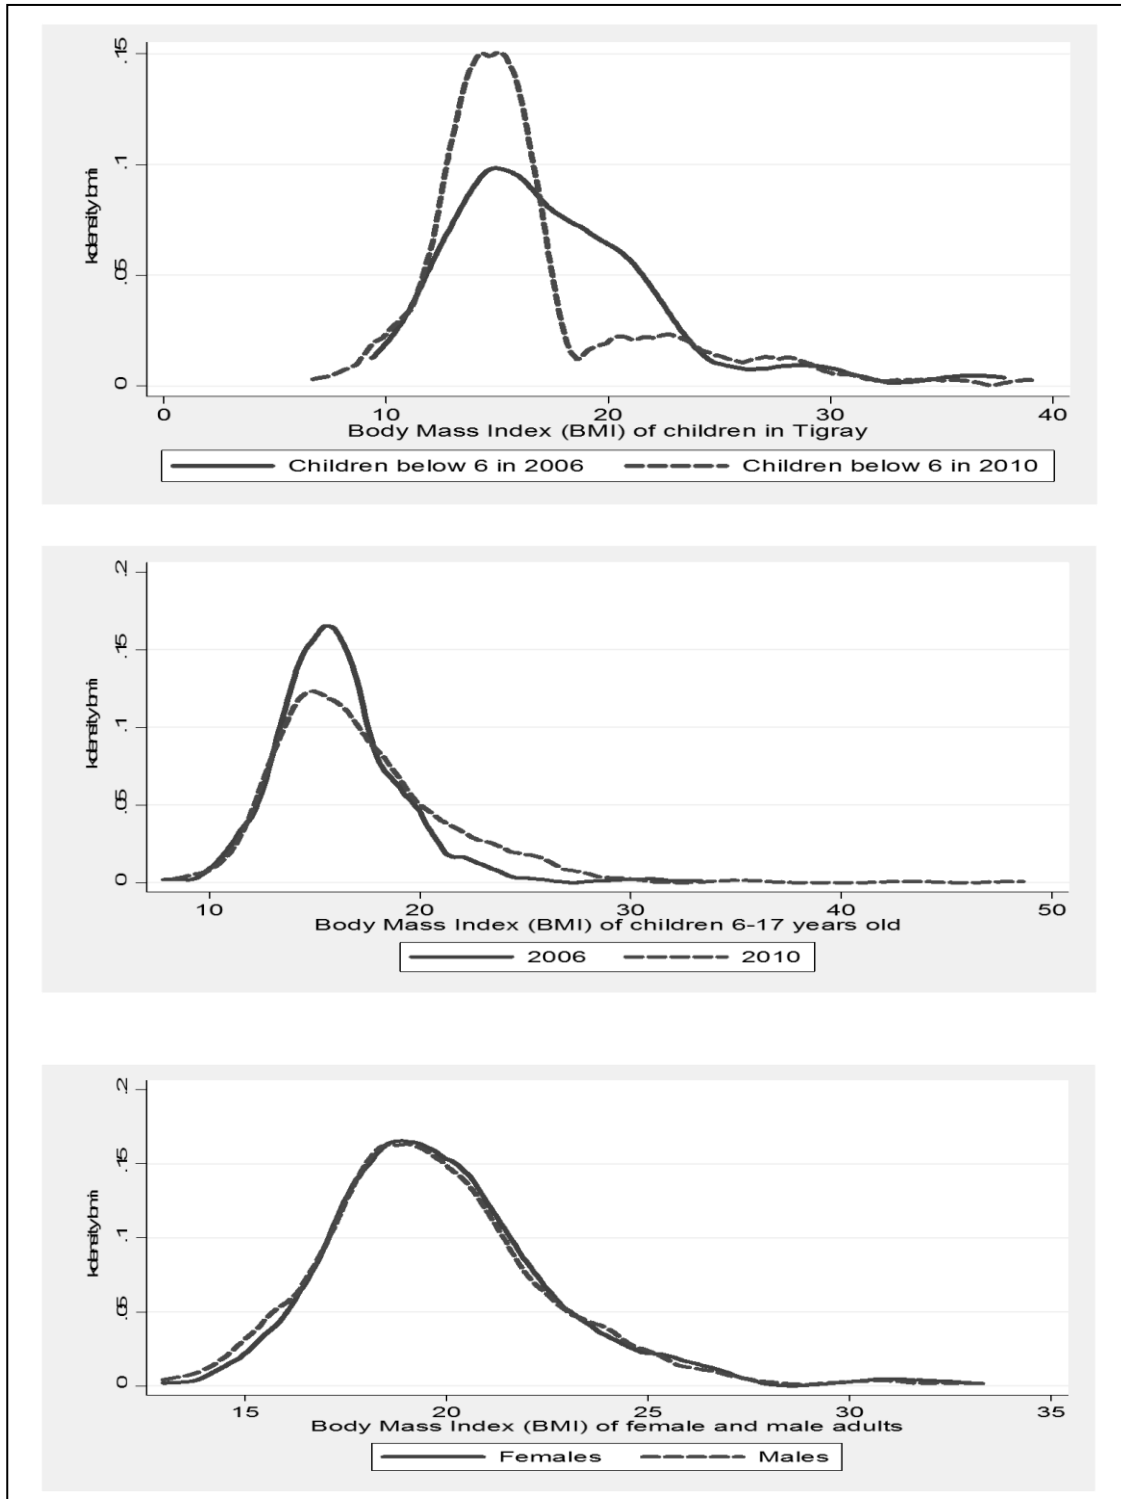 kdensity bmi
.15
.1
.05
0
0 10 20 30 40
Body Mass Index (BMI) of children in Tigray
Children below 6 in 2006 Children below 6 in 2010
kdensity bmi
.2
.15
.1
.05
0
10 20 30 40 50
Body Mass Index (BMI) of children 6-17 years old
2006 2010
kdensity bmi
.2
.15
.1
.05
0
15 20 25 30 35
Body Mass Index (BMI) of female and male adults
Females Males